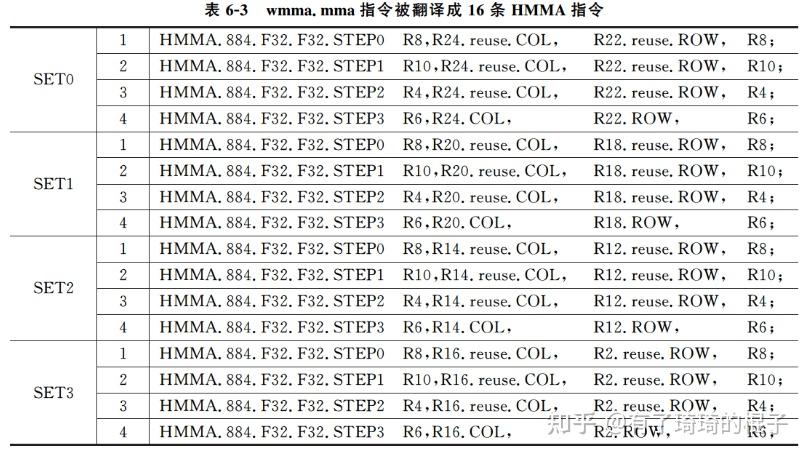 表 6-3 wmma.mma 指令被翻译成 16 条 HMMA 指令
SET0
1 HMMA.884.F32.F32.STEP0 R8,R24.reuse.COL, R22.reuse.ROW, R8;
2 HMMA.884.F32.F32.STEP1 R10,R24.reuse.COL, R22.reuse.ROW, R10;
3 HMMA.884.F32.F32.STEP2 R4,R24.reuse.COL, R22.reuse.ROW, R4;
4 HMMA.884.F32.F32.STEP3 R6,R24.COL, R22.ROW, R6;
SET1
1 HMMA.884.F32.F32.STEP0 R8,R20.reuse.COL, R18.reuse.ROW, R8;
2 HMMA.884.F32.F32.STEP1 R10,R20.reuse.COL, R18.reuse.ROW, R10;
3 HMMA.884.F32.F32.STEP2 R4,R20.reuse.COL, R18.reuse.ROW, R4;
4 HMMA.884.F32.F32.STEP3 R6,R20.COL, R18.ROW, R6;
SET2
1 HMMA.884.F32.F32.STEP0 R8,R14.reuse.COL, R12.reuse.ROW, R8;
2 HMMA.884.F32.F32.STEP1 R10,R14.reuse.COL, R12.reuse.ROW, R10;
3 HMMA.884.F32.F32.STEP2 R4,R14.reuse.COL, R12.reuse.ROW, R4;
4 HMMA.884.F32.F32.STEP3 R6,R14.COL, R12.ROW, R6;
SET3
1 HMMA.884.F32.F32.STEP0 R8,R16.reuse.COL, R2.reuse.ROW, R8;
2 HMMA.884.F32.F32.STEP1 R10,R16.reuse.COL, R2.reuse.ROW, R10;
3 HMMA.884.F32.F32.STEP2 R4,R16.reuse.COL, R2.reuse.ROW, R4;
4 HMMA.884.F32.F32.STEP3 R6,R16.COL, R2.ROW, R6;
知乎 @有了琦琦的棍子